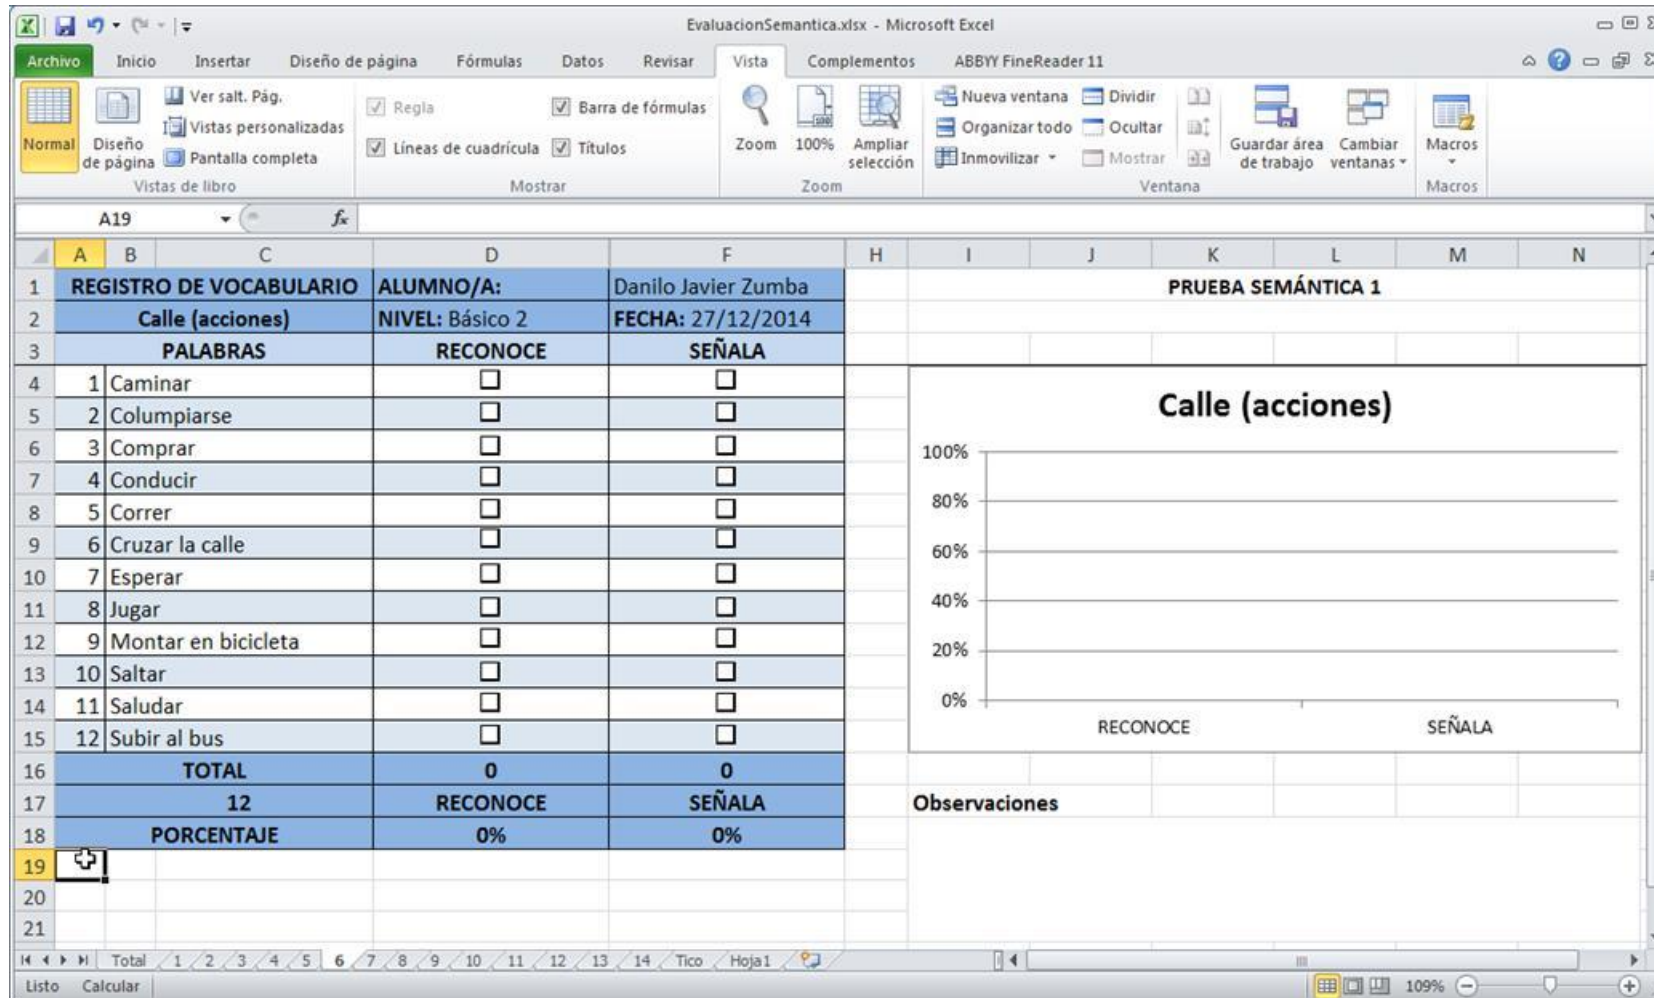 EvaluacionSemantica.xlsx - Microsoft Excel
Archivo Inicio Insertar Diseño de página Fórmulas Datos Revisar Vista Complementos ABBYY FineReader 11
Normal
Diseño de página
Ver salt. Pág.
Vistas personalizadas
Pantalla completa
Vistas de libro
Regla
Barra de fórmulas
Líneas de cuadrícula
Títulos
Mostrar
Zoom
100%
Ampliar selección
Zoom
Nueva ventana
Organizar todo
Inmovilizar
Dividir
Ocultar
Mostrar
Guardar área de trabajo
Cambiar ventanas
Ventana
Macros
Macros
A19 fx
A B C D F H I J K L M N
1 REGISTRO DE VOCABULARIO ALUMNO/A: Danilo Javier Zumba PRUEBA SEMÁNTICA 1
2 Calle (acciones) NIVEL: Básico 2 FECHA: 27/12/2014
3 PALABRAS RECONOCE SEÑALA
4 1 Caminar
5 2 Columpiarse
6 3 Comprar
7 4 Conducir
8 5 Correr
9 6 Cruzar la calle
10 7 Esperar
11 8 Jugar
12 9 Montar en bicicleta
13 10 Saltar
14 11 Saludar
15 12 Subir al bus
16 TOTAL 0 0
17 12 RECONOCE SEÑALA
18 PORCENTAJE 0% 0%
19
20
21
Calle (acciones)
100%
80%
60%
40%
20%
0%
RECONOCE SEÑALA
Observaciones
Total 1 2 3 4 5 6 7 8 9 10 11 12 13 14 Tico Hoja1
Listo Calcular 109%